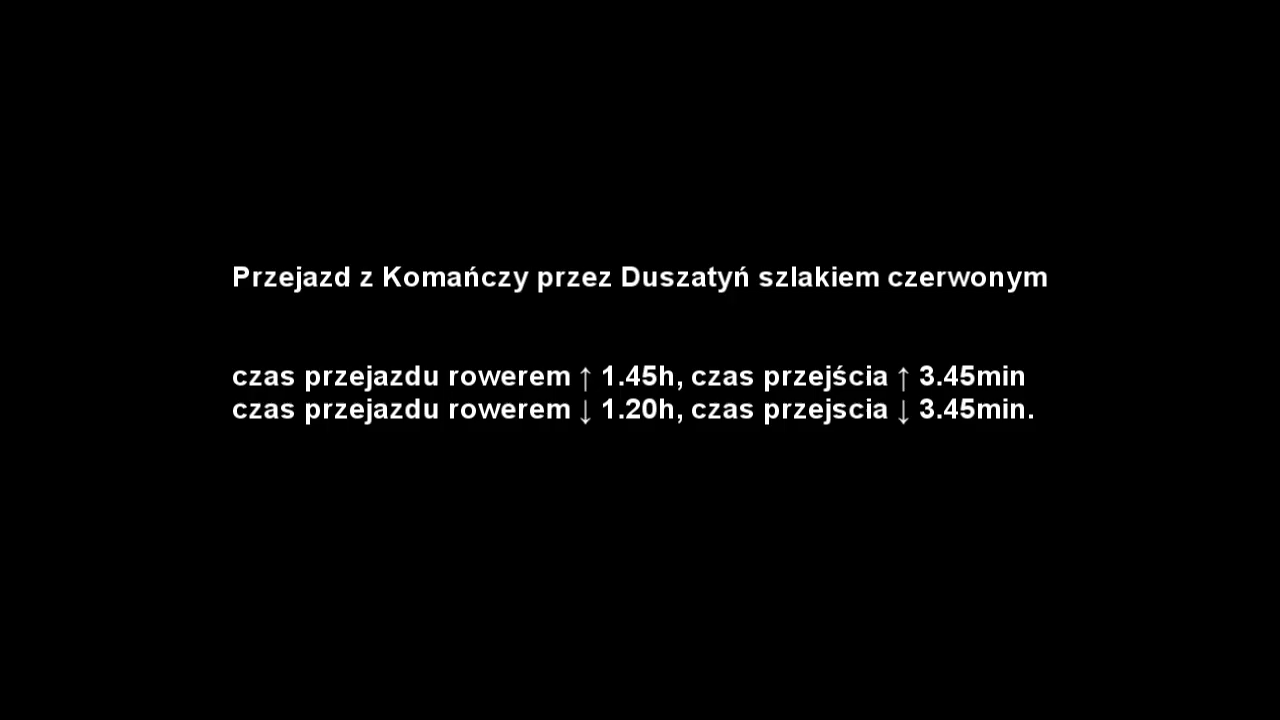 Przejazd z Komańczy przez Duszatyń szlakiem czerwonym
czas przejazdu rowerem ↑ 1.45h, czas przejścia ↑ 3.45min
czas przejazdu rowerem ↓ 1.20h, czas przejscia ↓ 3.45min.